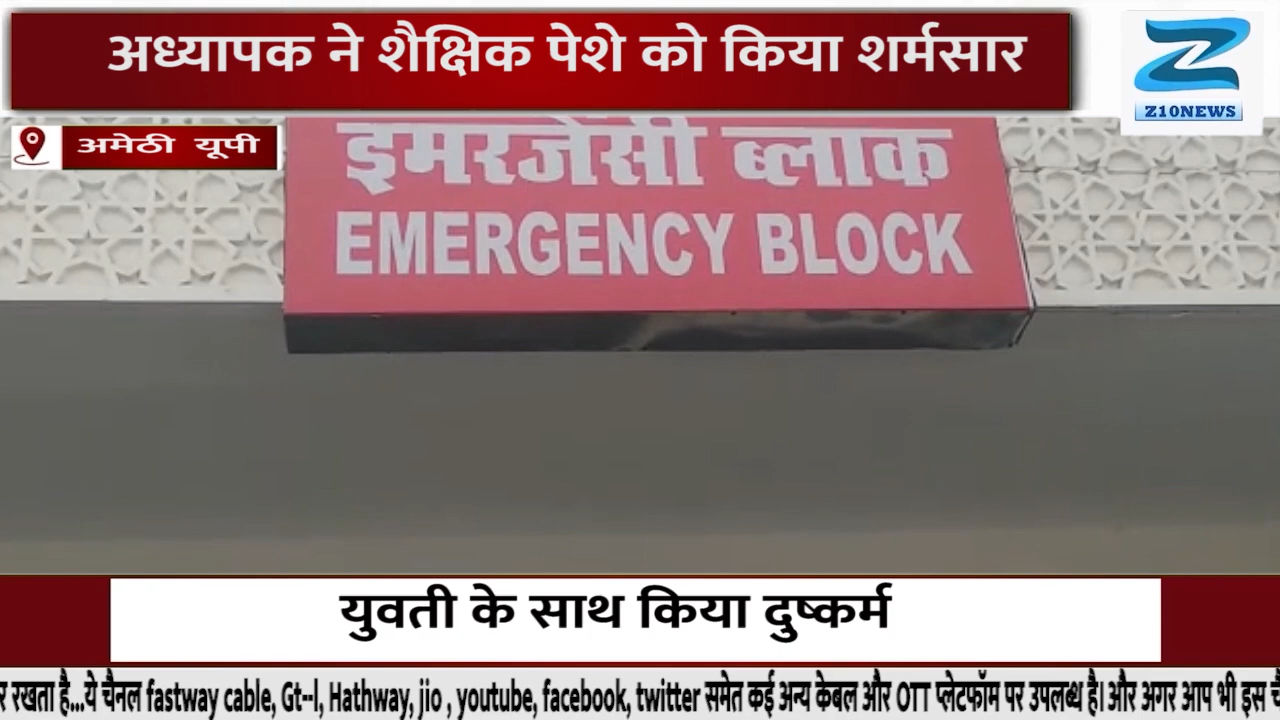 अध्यापक ने शैक्षिक पेशे को किया शर्मसार
Z10NEWS
अमेठी यूपी
इमरजेंसी ब्लाक
EMERGENCY BLOCK
युवती के साथ किया दुष्कर्म
रखता है...ये चैनल fastway cable, Gt--l, Hathway, jio , youtube, facebook, twitter समेत कई अन्य केबल और OTT प्लेटफॉम पर उपलब्ध है। और अगर आप भी इस